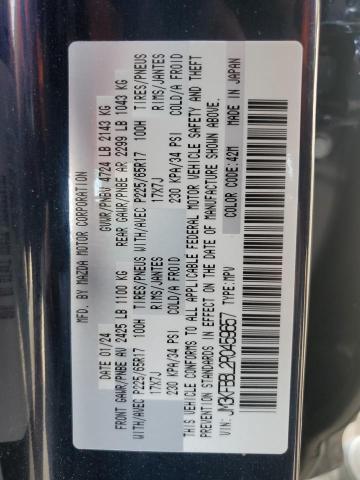 MFD. BY MAZDA MOTOR CORPORATION
DATE 01/24 GVWR/PNBV 4724 LB 2143 KG
FRONT GAWR/PNBE AV 2425 LB 1100 KG REAR GAWR/PNBE AR 2299 LB 1043 KG
WITH/AVEC P225/65R17 100H TIRES/PNEUS WITH/AVEC P225/65R17 100H TIRES/PNEUS
17X7J RIMS/JANTES 17X7J RIMS/JANTES
230 KPA/34 PSI COLD/A FROID 230 KPA/34 PSI COLD/A FROID
THIS VEHICLE CONFORMS TO ALL APPLICABLE FEDERAL MOTOR VEHICLE SAFETY AND THEFT
PREVENTION STANDARDS IN EFFECT ON THE DATE OF MANUFACTURE SHOWN ABOVE.
VIN: JM3KFBBL2R0459657 TYPE:MPV 42M MADE IN JAPAN